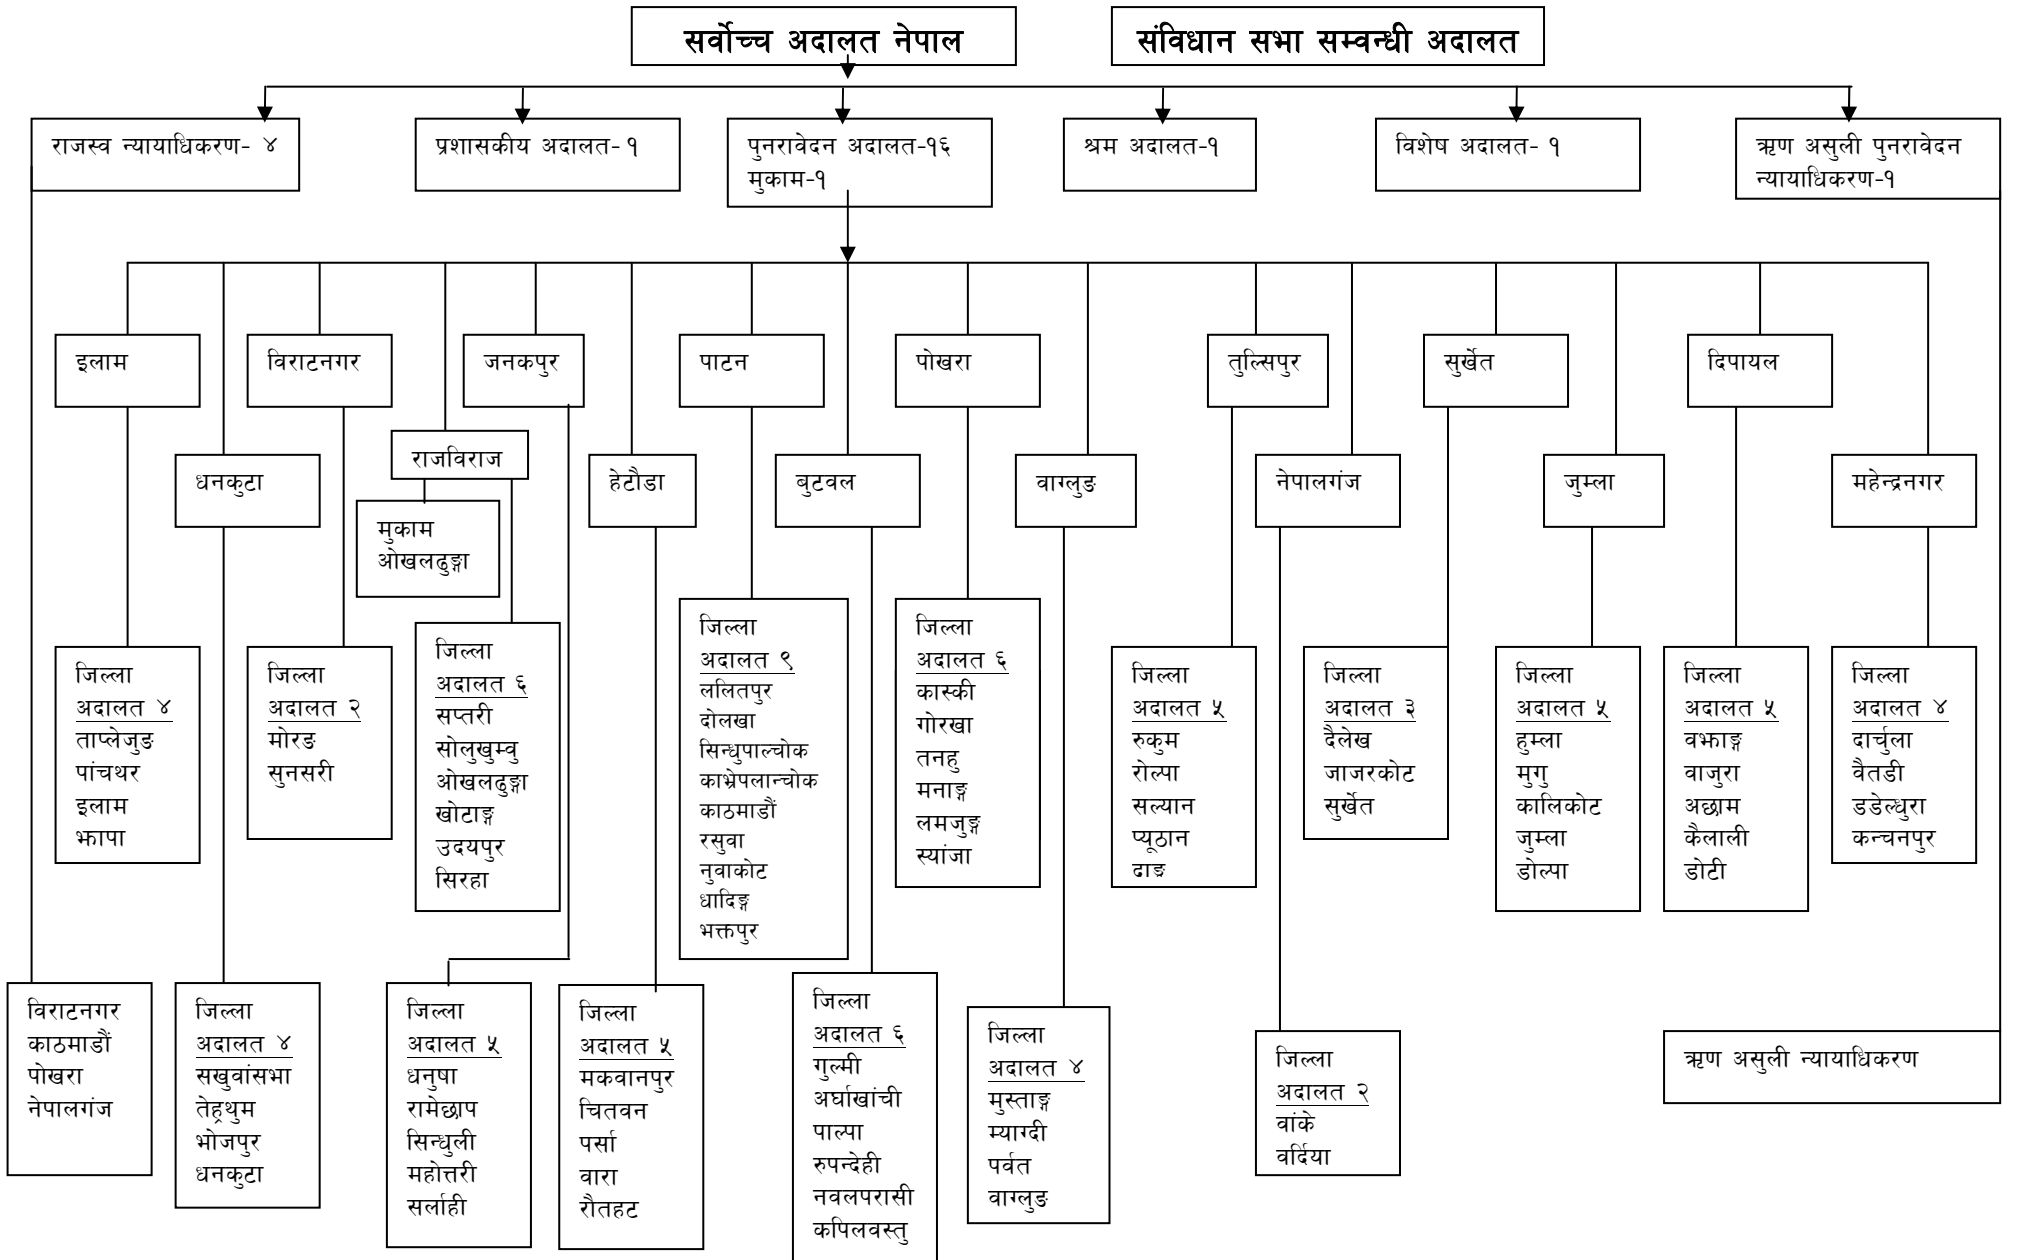 सर्वोच्च अदालत नेपाल
संविधान सभा सम्वन्धी अदालत
राजस्व न्यायाधिकरण- ४
प्रशासकीय अदालत- १
पुनरावेदन अदालत-१६
मुकाम-१
श्रम अदालत-१
विशेष अदालत- १
ऋण असुली पुनरावेदन
न्यायाधिकरण-१
इलाम
विराटनगर
जनकपुर
पाटन
पोखरा
तुल्सिपुर
सुर्खेत
दिपायल
राजविराज
धनकुटा
हेटौडा
बुटवल
वाग्लुङ
नेपालगंज
जुम्ला
महेन्द्रनगर
मुकाम
ओखलढुङ्गा
जिल्ला
अदालत ४
ताप्लेजुङ
पांचथर
इलाम
झापा
जिल्ला
अदालत २
मोरङ
सुनसरी
जिल्ला
अदालत ६
सप्तरी
सोलुखुम्वु
ओखलढुङ्गा
खोटाङ्ग
उदयपुर
सिरहा
जिल्ला
अदालत ९
ललितपुर
दोलखा
सिन्धुपाल्चोक
काभ्रेपलान्चोक
काठमाडौं
रसुवा
नुवाकोट
धादिङ्ग
भक्तपुर
जिल्ला
अदालत ६
कास्की
गोरखा
तनहु
मनाङ्ग
लमजुङ्ग
स्यांजा
जिल्ला
अदालत ५
रुकुम
रोल्पा
सल्यान
प्यूठान
दाङ
जिल्ला
अदालत ३
दैलेख
जाजरकोट
सुर्खेत
जिल्ला
अदालत ५
हुम्ला
मुगु
कालिकोट
जुम्ला
डोल्पा
जिल्ला
अदालत ५
वझाङ्ग
वाजुरा
अछाम
कैलाली
डोटी
जिल्ला
अदालत ४
दार्चुला
वैतडी
डडेल्धुरा
कन्चनपुर
विराटनगर
काठमाडौं
पोखरा
नेपालगंज
जिल्ला
अदालत ४
सखुवांसभा
तेह्रथुम
भोजपुर
धनकुटा
जिल्ला
अदालत ५
धनुषा
रामेछाप
सिन्धुली
महोत्तरी
सर्लाही
जिल्ला
अदालत ५
मकवानपुर
चितवन
पर्सा
वारा
रौतहट
जिल्ला
अदालत ६
गुल्मी
अर्घाखांची
पाल्पा
रुपन्देही
नवलपरासी
कपिलवस्तु
जिल्ला
अदालत ४
मुस्ताङ्ग
म्याग्दी
पर्वत
वाग्लुङ
जिल्ला
अदालत २
वांके
वर्दिया
ऋण असुली न्यायाधिकरण